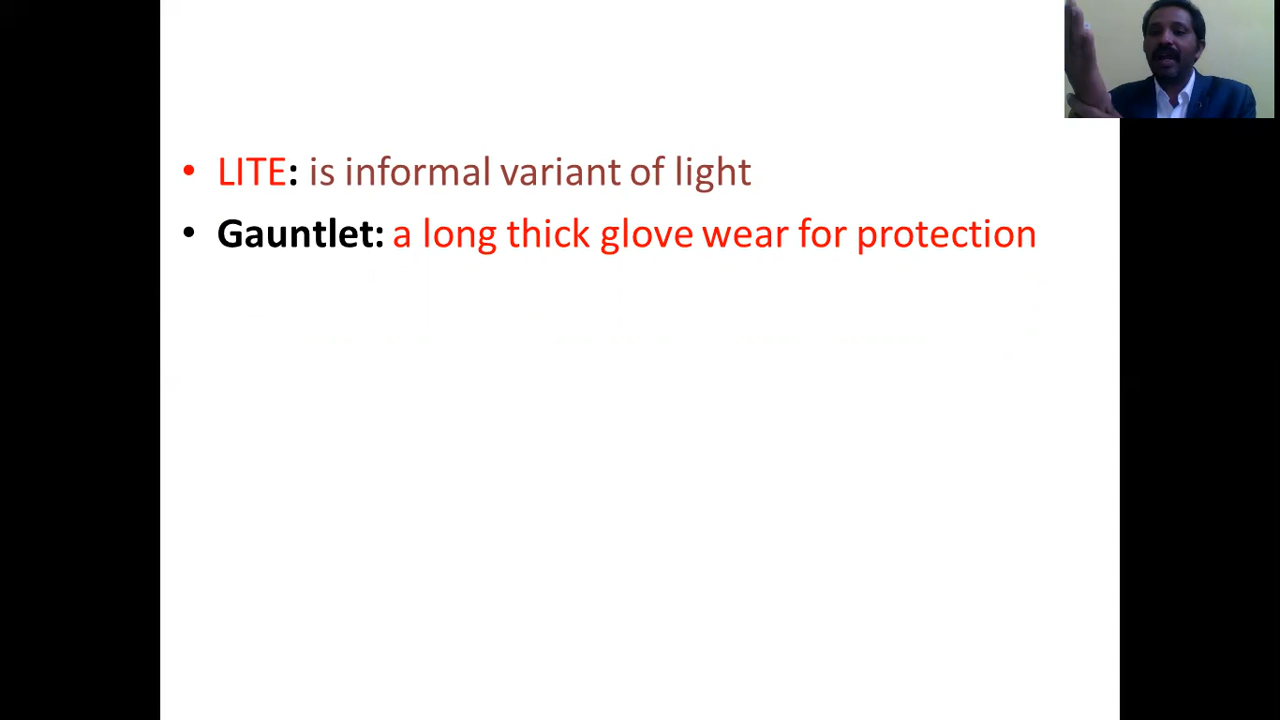 • LITE: is informal variant of light
• Gauntlet: a long thick glove wear for protection